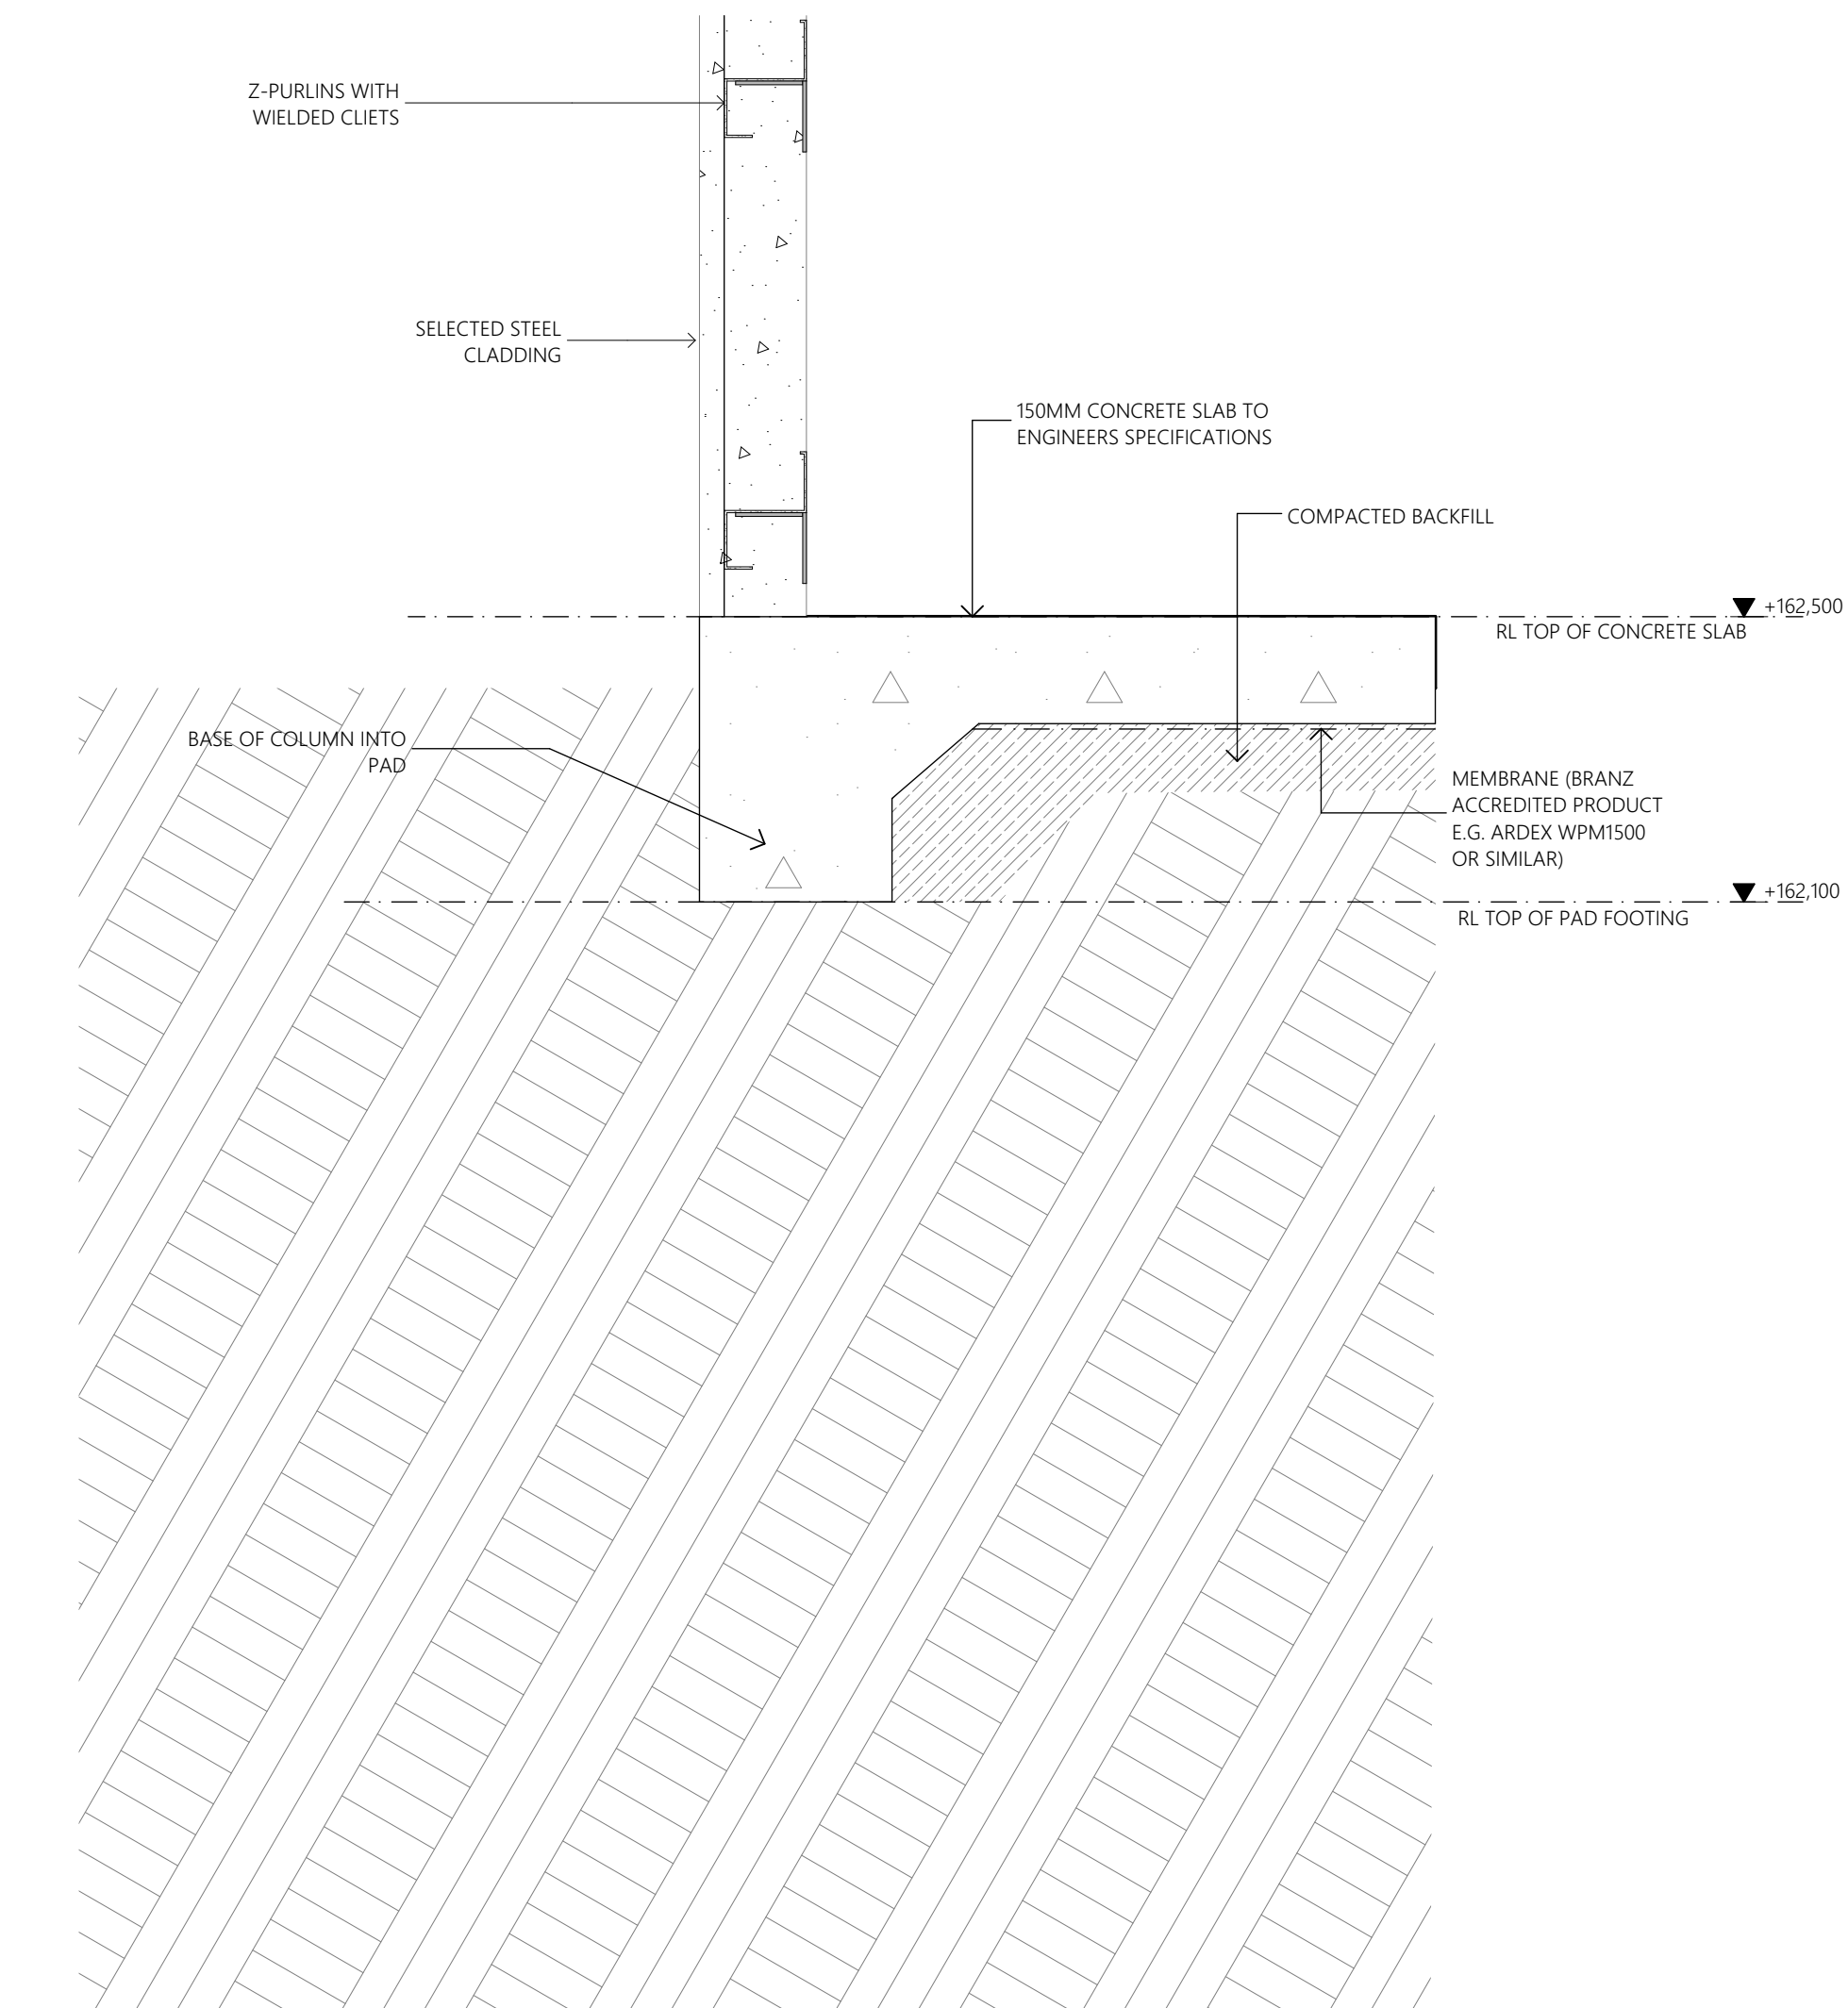 Z-PURLINS WITH
WIELDED CLIETS
SELECTED STEEL
CLADDING
150MM CONCRETE SLAB TO
ENGINEERS SPECIFICATIONS
COMPACTED BACKFILL
+162,500
RL TOP OF CONCRETE SLAB
BASE OF COLUMN INTO
PAD
MEMBRANE (BRANZ
ACCREDITED PRODUCT
E.G. ARDEX WPM1500
OR SIMILAR)
+162,100
RL TOP OF PAD FOOTING